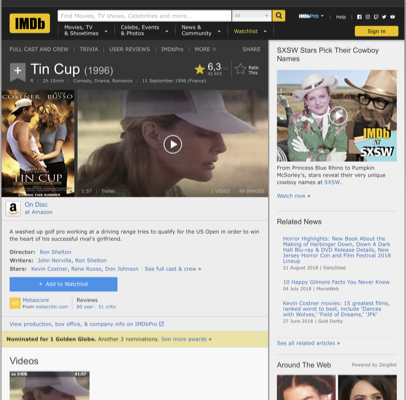 IMDb
Find Movies, TV shows, Celebrities and more...
All
IMDbPro
Help
Movies, TV & Showtimes
Celebs, Events & Photos
News & Community
Watchlist
Sign in
FULL CAST AND CREW | TRIVIA | USER REVIEWS | IMDbPro | MORE
SHARE
Tin Cup (1996)
6,3
Rate This
2h 15min | Comedy, Drama, Romance | 11 September 1996 (France)
COSTNER RUSSO
TIN CUP
1:37 | Trailer
On Disc
at Amazon
A washed up golf pro working at a driving range tries to qualify for the US Open in order to win
the heart of his successful rival's girlfriend.
Director: Ron Shelton
Writers: John Norville, Ron Shelton
Stars: Kevin Costner, Rene Russo, Don Johnson | See full cast & crew »
+ Add to Watchlist
Metascore
From metacritic.com
Reviews
80 user | 51 critic
View production, box office, & company info on IMDbPro
Nominated for 1 Golden Globe. Another 3 nominations. See more awards »
Videos
SXSW Stars Pick Their Cowboy
Names
IMDb
AT
SXSW
From Princess Blue Rhino to Pumpkin
McSorley's, stars reveal their very unique
cowboy names at SXSW.
Watch now »
Related News
Horror Highlights: New Book About the
Making of Harbinger Down, Down A Dark
Hall Blu-ray & DVD Release Details, New
Jersey Horror Con and Film Festival 2018
Lineup
21 August 2018 | DailyDead
10 Happy Gilmore Facts You Never Knew
04 July 2018 | MovieWeb
Kevin Costner movies: 15 greatest films,
ranked worst to best, include 'Dances
with Wolves,' 'Field of Dreams,' 'JFK'
27 June 2018 | Gold Derby
See all related articles »
Around The Web
Powered by ZergNet